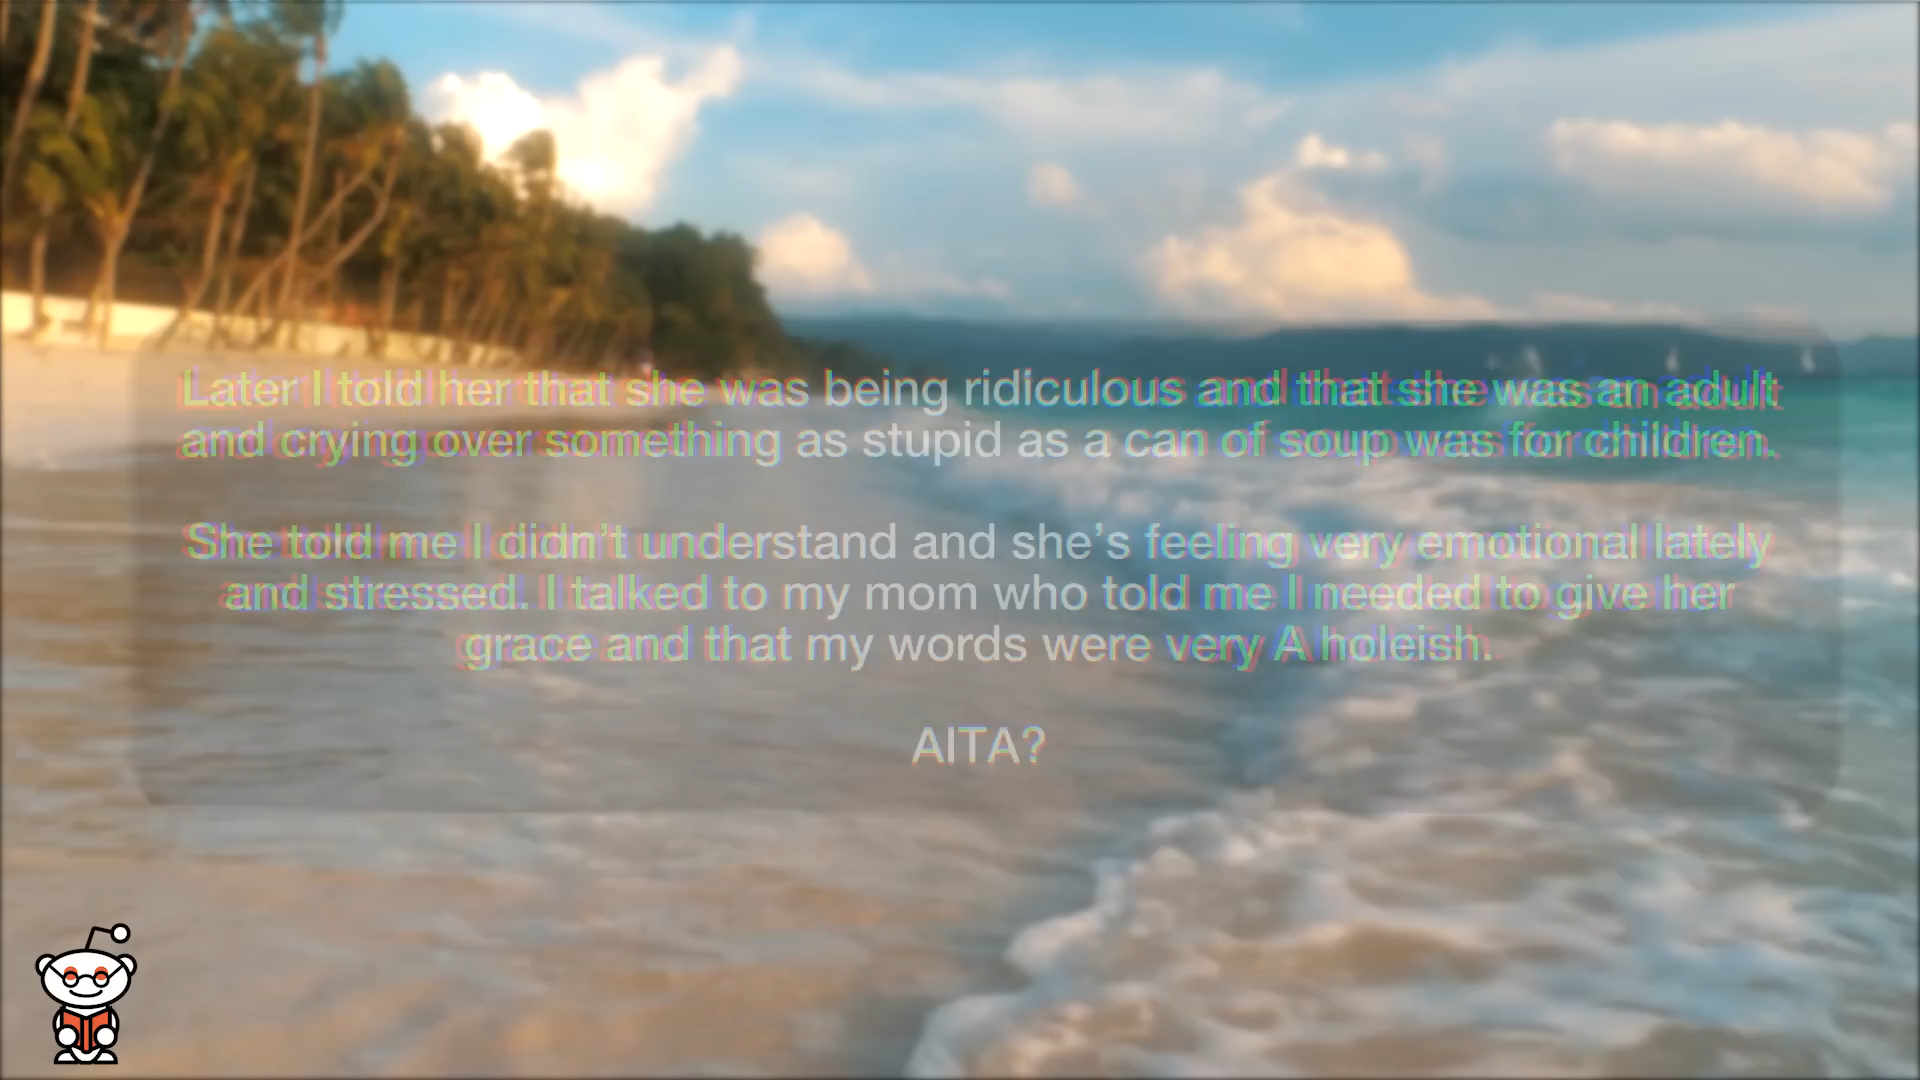 Later I told her that she was being ridiculous and that she was an adult
and crying over something as stupid as a can of soup was for children.
She told me I didn’t understand and she’s feeling very emotional lately
and stressed. I talked to my mom who told me I needed to give her
grace and that my words were very A holeish.
AITA?